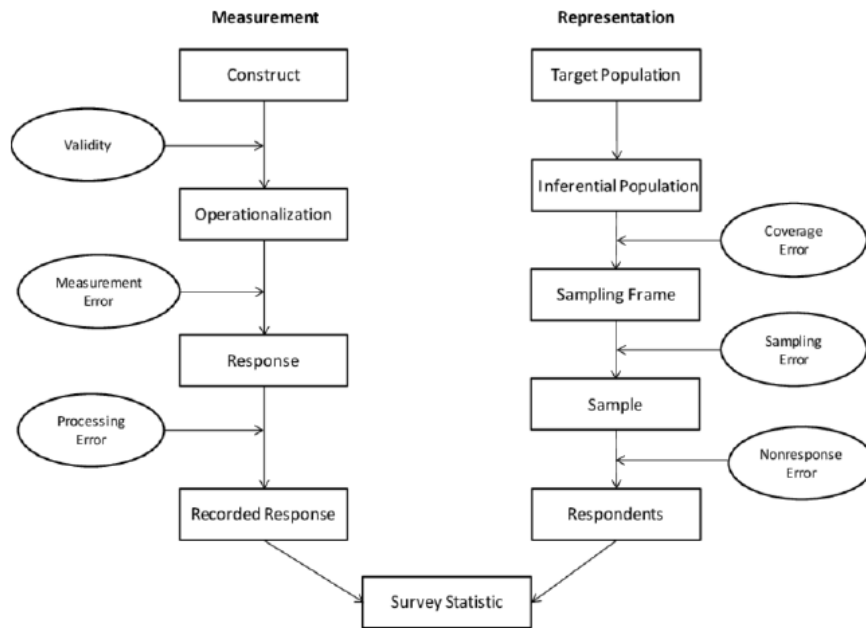 Measurement
Representation
Construct
Target Population
Validity
Inferential Population
Operationalization
Coverage
Error
Measurement
Error
Sampling Frame
Sampling
Error
Response
Sample
Processing
Error
Nonresponse
Error
Recorded Response
Respondents
Survey Statistic